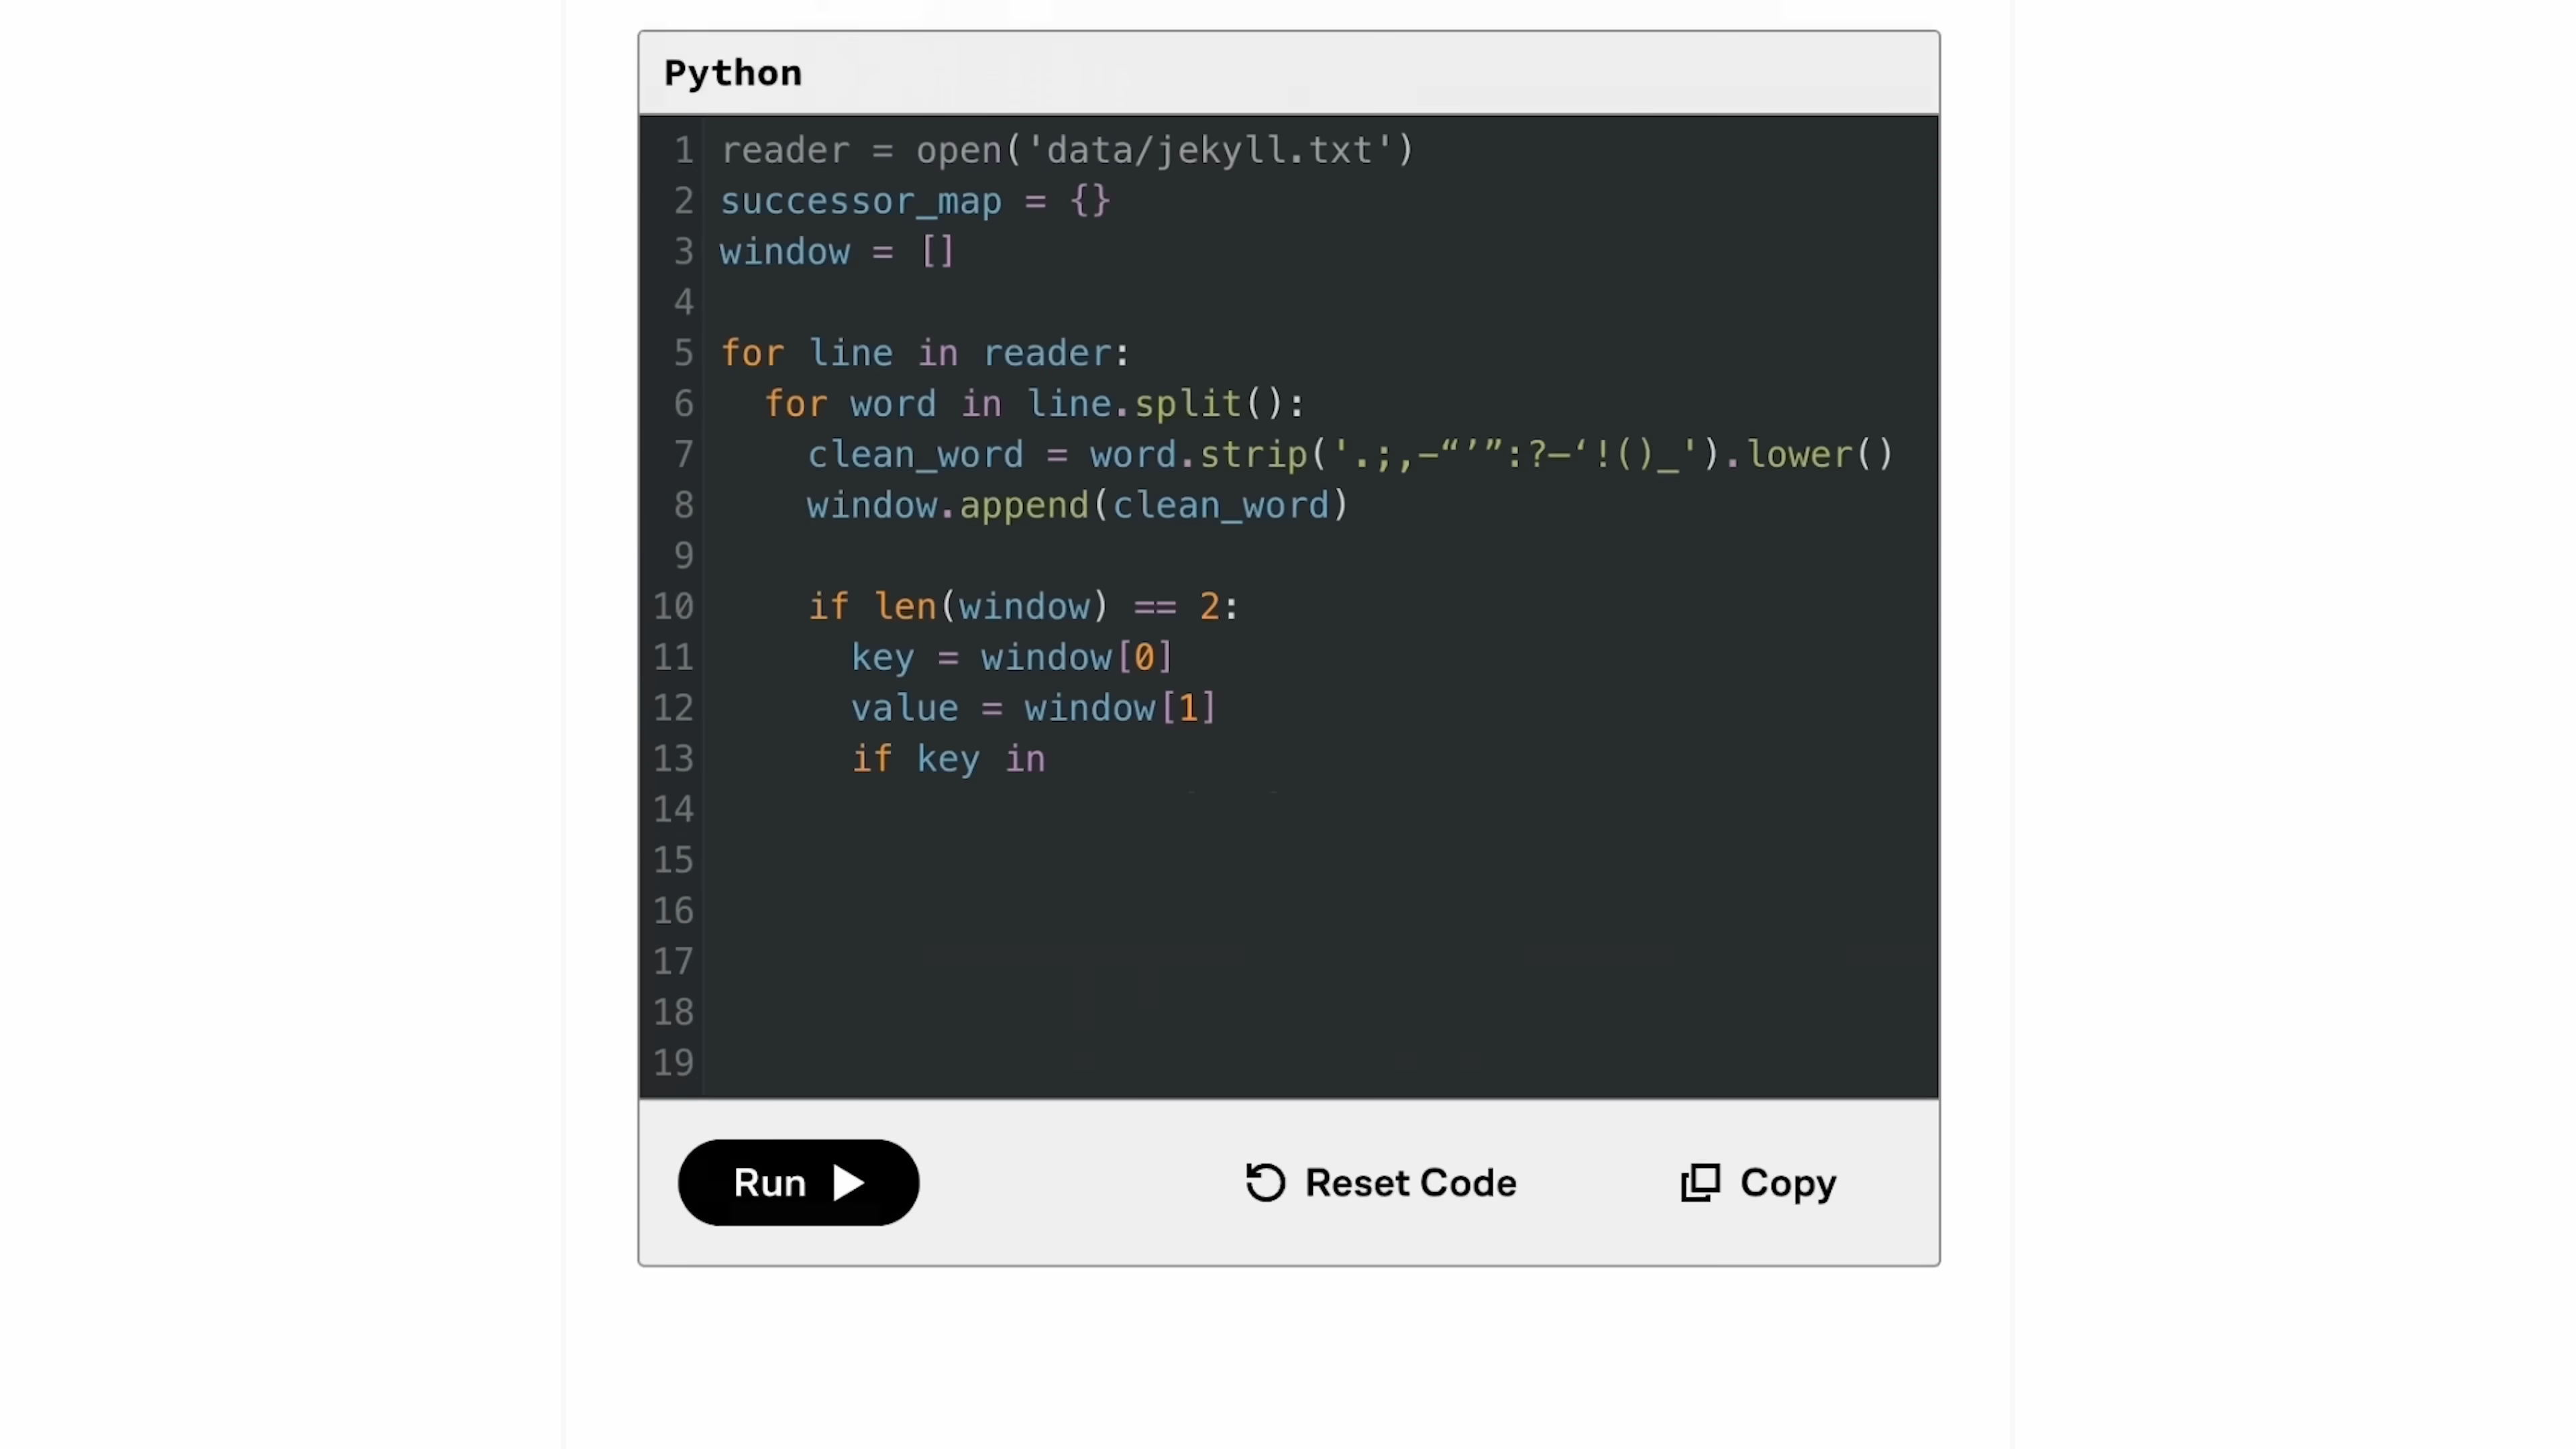 Python
1 reader = open('data/jekyll.txt')
2 successor_map = {}
3 window = []
4
5 for line in reader:
6   for word in line.split():
7     clean_word = word.strip('.;,—“’”:?—‘!()_').lower()
8     window.append(clean_word)
9
10     if len(window) == 2:
11       key = window[0]
12       value = window[1]
13       if key in
14
15
16
17
18
19
Run
Reset Code
Copy